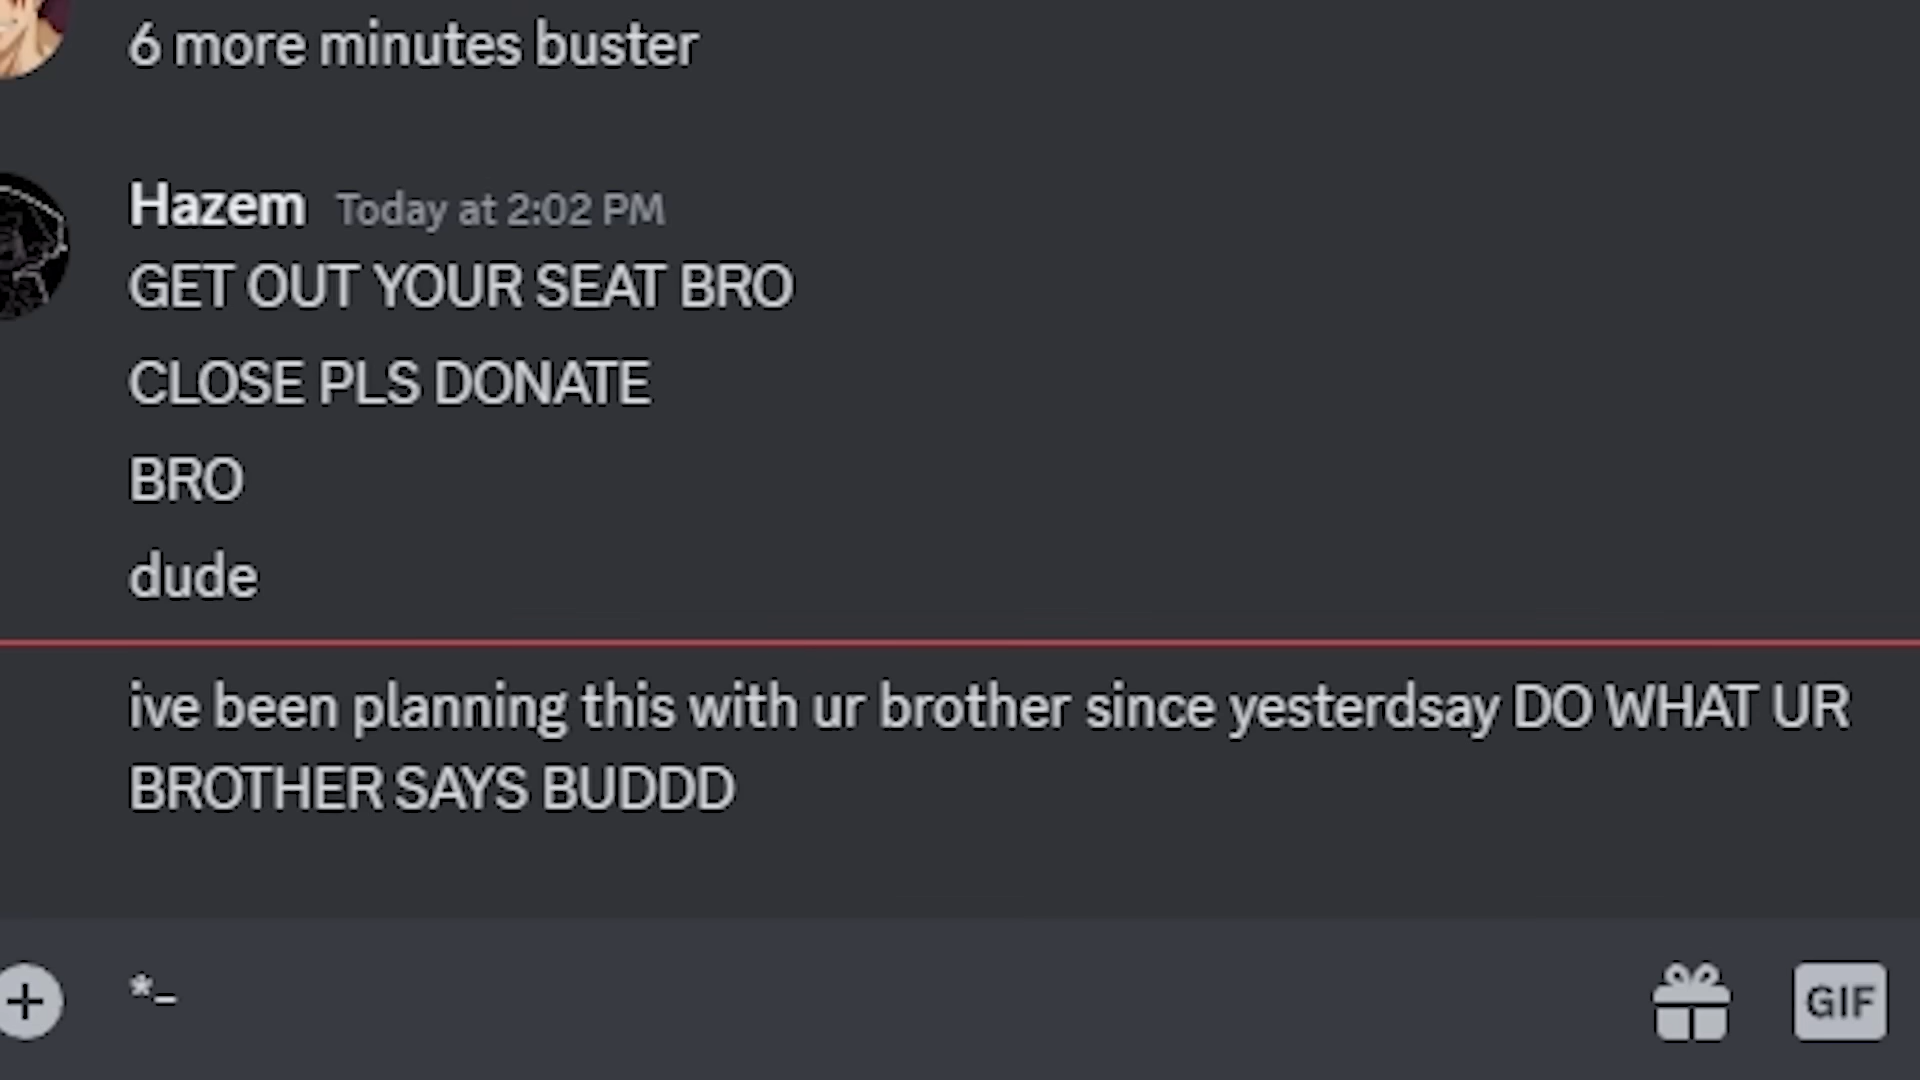 6 more minutes buster
Hazem Today at 2:02 PM
GET OUT YOUR SEAT BRO
CLOSE PLS DONATE
BRO
dude
ive been planning this with ur brother since yesterdsay DO WHAT UR
BROTHER SAYS BUDDD
*-
GIF